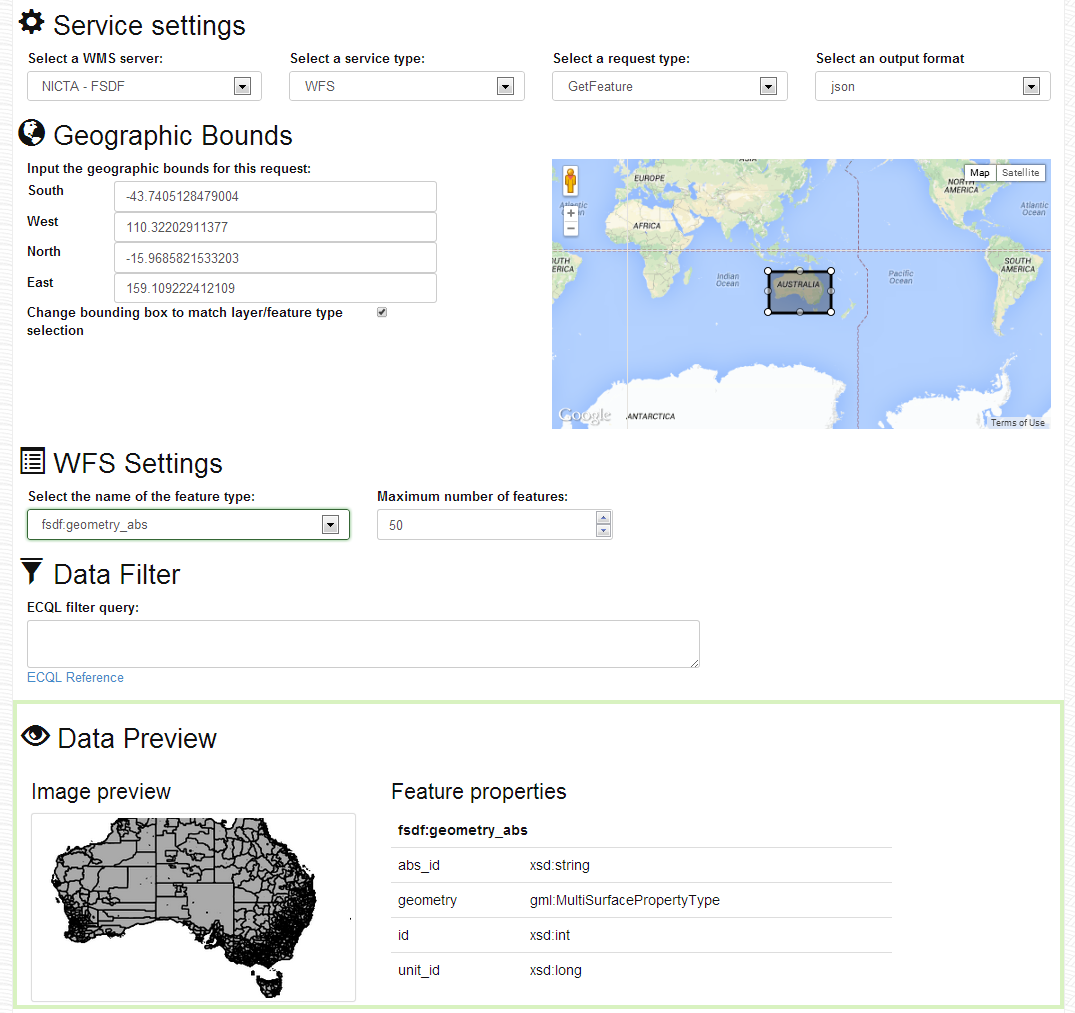 Service settings
Select a WMS server:
Select a service type:
Select a request type:
Select an output format
NICTA - FSDF
WFS
GetFeature
json
Geographic Bounds
Input the geographic bounds for this request:
South
-43.7405128479004
West
110.32202911377
North
-15.9685821533203
East
159.109222412109
Change bounding box to match layer/feature type
selection
ASIA
EUROPE
Map
Satellite
NORTH
AMERICA
Atlantic
Ocean
Atlantic
Ocean
+
−
AFRICA
UTH
ERICA
Indian
Ocean
AUSTRALIA
Pacific
Ocean
SOUTH
AMERICA
Google
ANTARCTICA
Terms of Use
WFS Settings
Select the name of the feature type:
Maximum number of features:
fsdf:geometry_abs
50
Data Filter
ECQL filter query:
ECQL Reference
Data Preview
Image preview
Feature properties
fsdf:geometry_abs
abs_id
xsd:string
geometry
gml:MultiSurfacePropertyType
id
xsd:int
unit_id
xsd:long